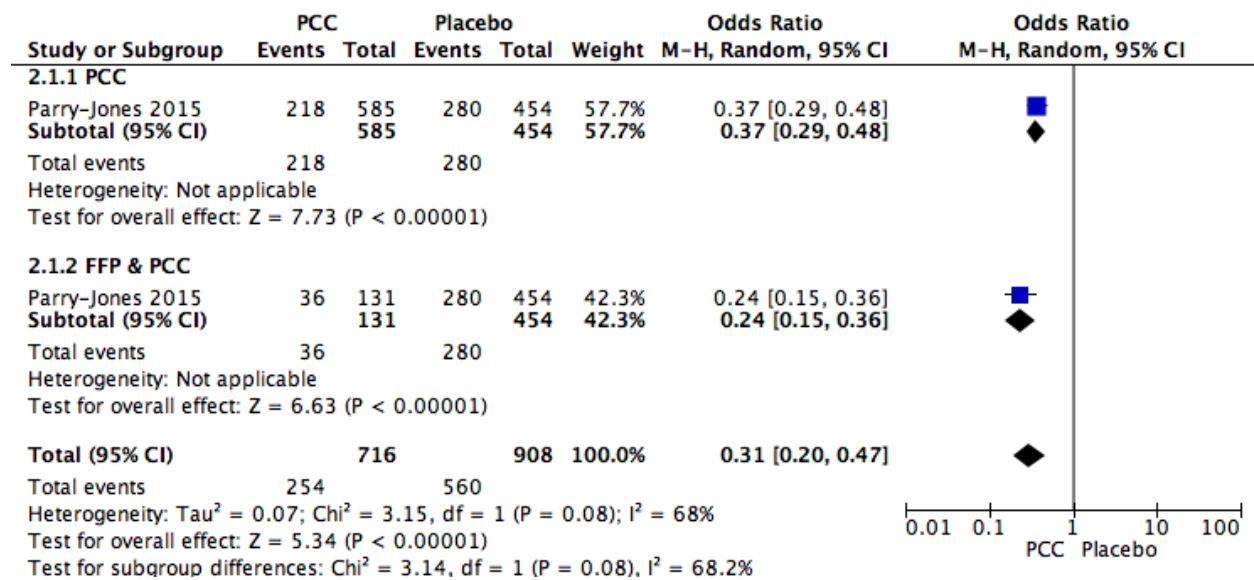 PCC Placebo Odds Ratio Odds Ratio
Study or Subgroup Events Total Events Total Weight M-H, Random, 95% CI M-H, Random, 95% CI
2.1.1 PCC
Parry-Jones 2015 218 585 280 454 57.7% 0.37 [0.29, 0.48]
Subtotal (95% CI) 585 454 57.7% 0.37 [0.29, 0.48]
Total events 218 280
Heterogeneity: Not applicable
Test for overall effect: Z = 7.73 (P < 0.00001)
2.1.2 FFP & PCC
Parry-Jones 2015 36 131 280 454 42.3% 0.24 [0.15, 0.36]
Subtotal (95% CI) 131 454 42.3% 0.24 [0.15, 0.36]
Total events 36 280
Heterogeneity: Not applicable
Test for overall effect: Z = 6.63 (P < 0.00001)
Total (95% CI) 716 908 100.0% 0.31 [0.20, 0.47]
Total events 254 560
Heterogeneity: Tau² = 0.07; Chi² = 3.15, df = 1 (P = 0.08); I² = 68%
Test for overall effect: Z = 5.34 (P < 0.00001)
Test for subgroup differences: Chi² = 3.14, df = 1 (P = 0.08), I² = 68.2%
0.01 0.1 1 10 100
PCC Placebo